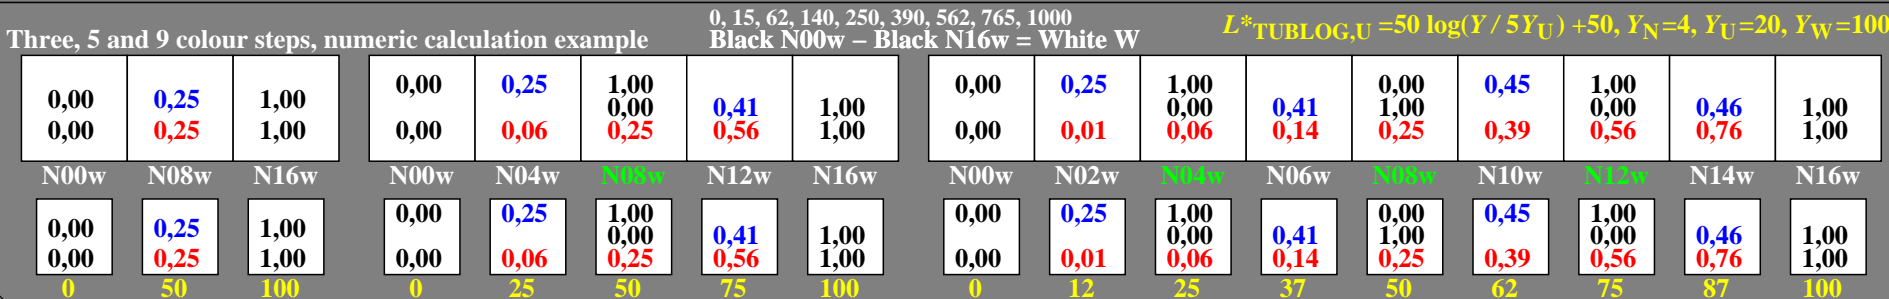 0, 15, 62, 140, 250, 390, 562, 765, 1000
L*TUBLOG,U =50 log(Y / 5YU) +50, YN=4, YU=20, YW=100
Three, 5 and 9 colour steps, numeric calculation example
Black N00w – Black N16w = White W
0,00 0,25 1,00 0,00 0,25 1,00 0,45 1,00
0,00 0,25 1,00 0,00 0,41 1,00 0,00 0,41 1,00 0,00 0,46 1,00
0,00 0,25 1,00 0,00 0,06 0,25 0,56 1,00 0,00 0,01 0,06 0,14 0,25 0,39 0,56 0,76 1,00
N00w N08w N16w N00w N04w N08w N12w N16w N00w N02w N04w N06w N08w N10w N12w N14w N16w
0,00 0,25 1,00 0,00 0,25 1,00 0,00 0,45 1,00
0,00 0,25 1,00 0,00 0,41 1,00 0,00 0,41 1,00 0,00 0,46 1,00
0,00 0,25 1,00 0,00 0,06 0,25 0,56 1,00 0,00 0,01 0,06 0,14 0,25 0,39 0,56 0,76 1,00
0 50 100 0 25 50 75 100 0 12 25 37 50 62 75 87 100